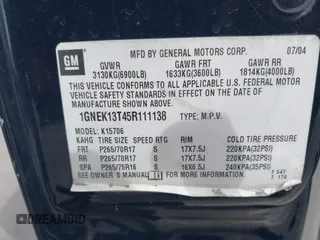 GM
MFD BY GENERAL MOTORS CORP. 07/04
GVWR GAWR FRT GAWR RR
3130KG(6900LB) 1633KG(3600LB) 1814KG(4000LB)
THIS VEHICLE CONFORMS TO ALL APPLICABLE U.S. FEDERAL MOTOR
VEHICLE SAFETY STANDARDS IN EFFECT ON THE DATE OF
MANUFACTURE SHOWN ABOVE.
1GNEK13T45R111138 TYPE: M.P.V.
MODEL: K15706
KAHG TIRE SIZE SPEED RTG RIM COLD TIRE PRESSURE
FRT P265/70R17 S 17X7.5J 220KPA(32PSI)
RR P265/70R17 S 17X7.5J 220KPA(32PSI)
SPA P265/75R16 S 16X6.5J 240KPA(35PSI)
SEE OWNER'S MANUAL FOR MORE INFORMATION
F 547
T 170
AUTOBIDMASTER